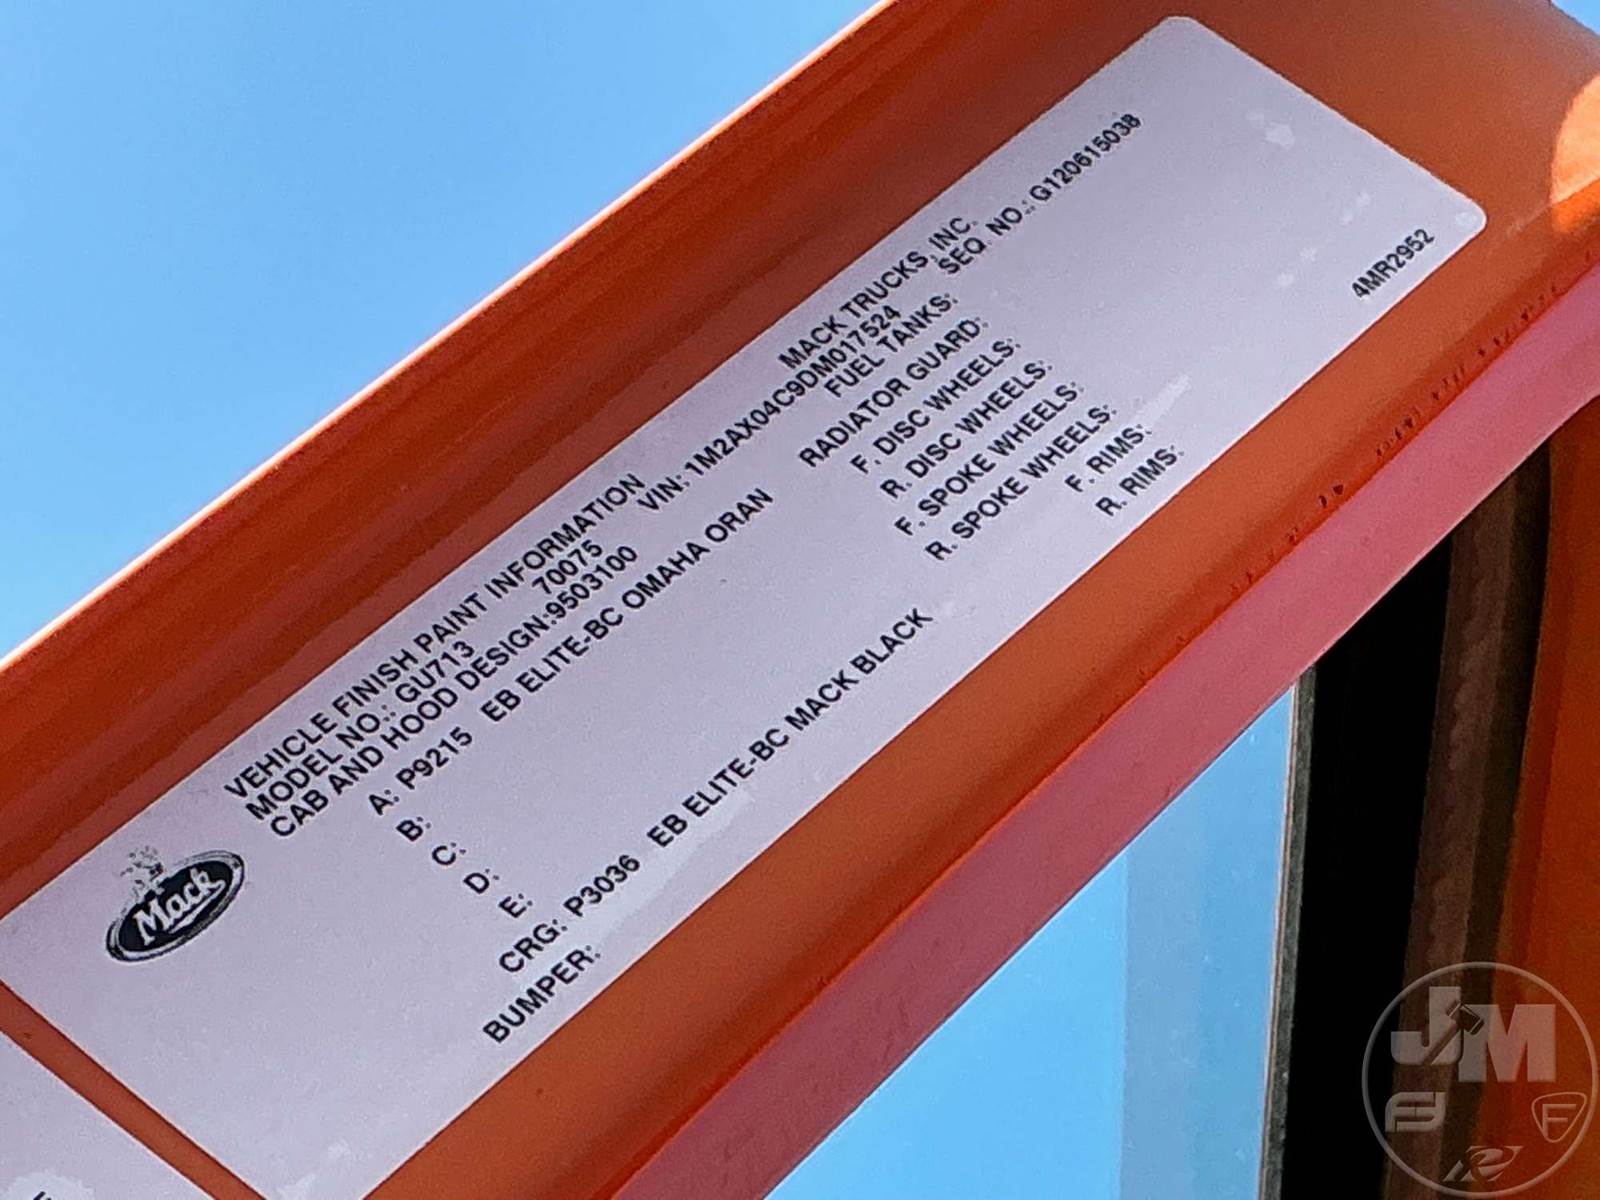 Mack
VEHICLE FINISH PAINT INFORMATION MACK TRUCKS, INC.
MODEL NO.: GU713 70075 VIN: 1M2AX04C9DM017524 SEQ NO.: G120615038
CAB AND HOOD DESIGN:9503100 FUEL TANKS:
A: P9215 EB ELITE-BC OMAHA ORAN RADIATOR GUARD:
B: F. DISC WHEELS:
C: R. DISC WHEELS:
D: F. SPOKE WHEELS:
E: R. SPOKE WHEELS:
CRG: P3036 EB ELITE-BC MACK BLACK F. RIMS:
BUMPER: R. RIMS:
4MR2952
JM
F